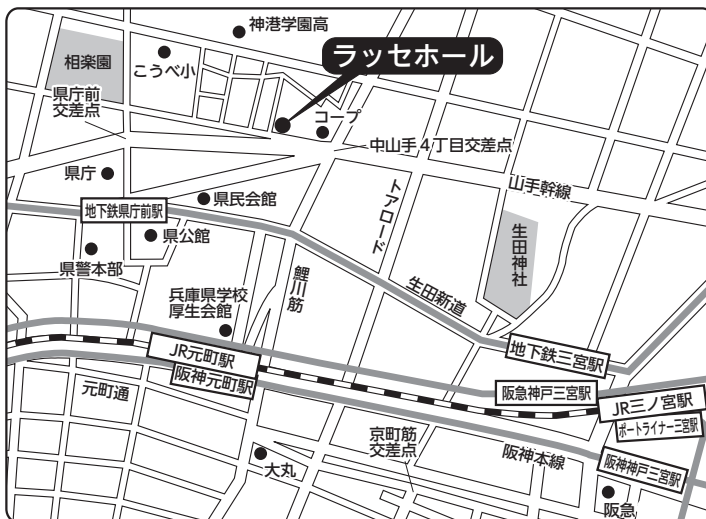 神港学園高
相楽園
こうべ小
ラッセホール
県庁前
交差点
コープ
中山手4丁目交差点
県庁
山手幹線
県民会館
トアロード
地下鉄県庁前駅
県公館
生田神社
県警本部
鯉川筋
生田新道
兵庫県学校
厚生会館
地下鉄三宮駅
JR元町駅
阪神元町駅
元町通
阪急神戸三宮駅
JR三ノ宮駅
ポートライナー三宮駅
京町筋
交差点
阪神本線
阪神神戸三宮駅
大丸
阪急